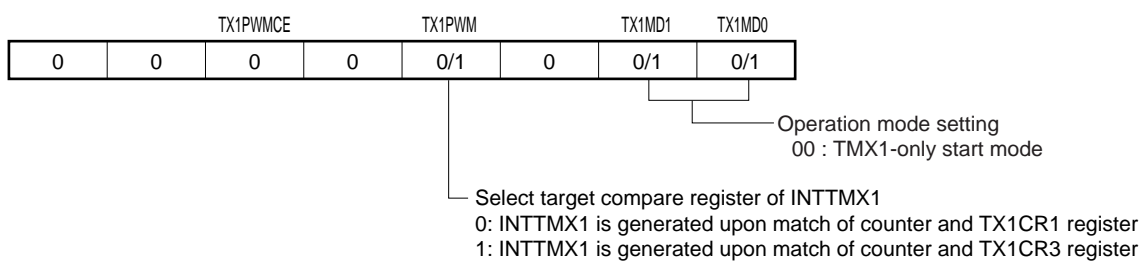 TX1PWMCE TX1PWM TX1MD1 TX1MD0
0 0 0 0 0/1 0 0/1 0/1
Operation mode setting
00 : TMX1-only start mode
Select target compare register of INTTMX1
0: INTTMX1 is generated upon match of counter and TX1CR1 register
1: INTTMX1 is generated upon match of counter and TX1CR3 register